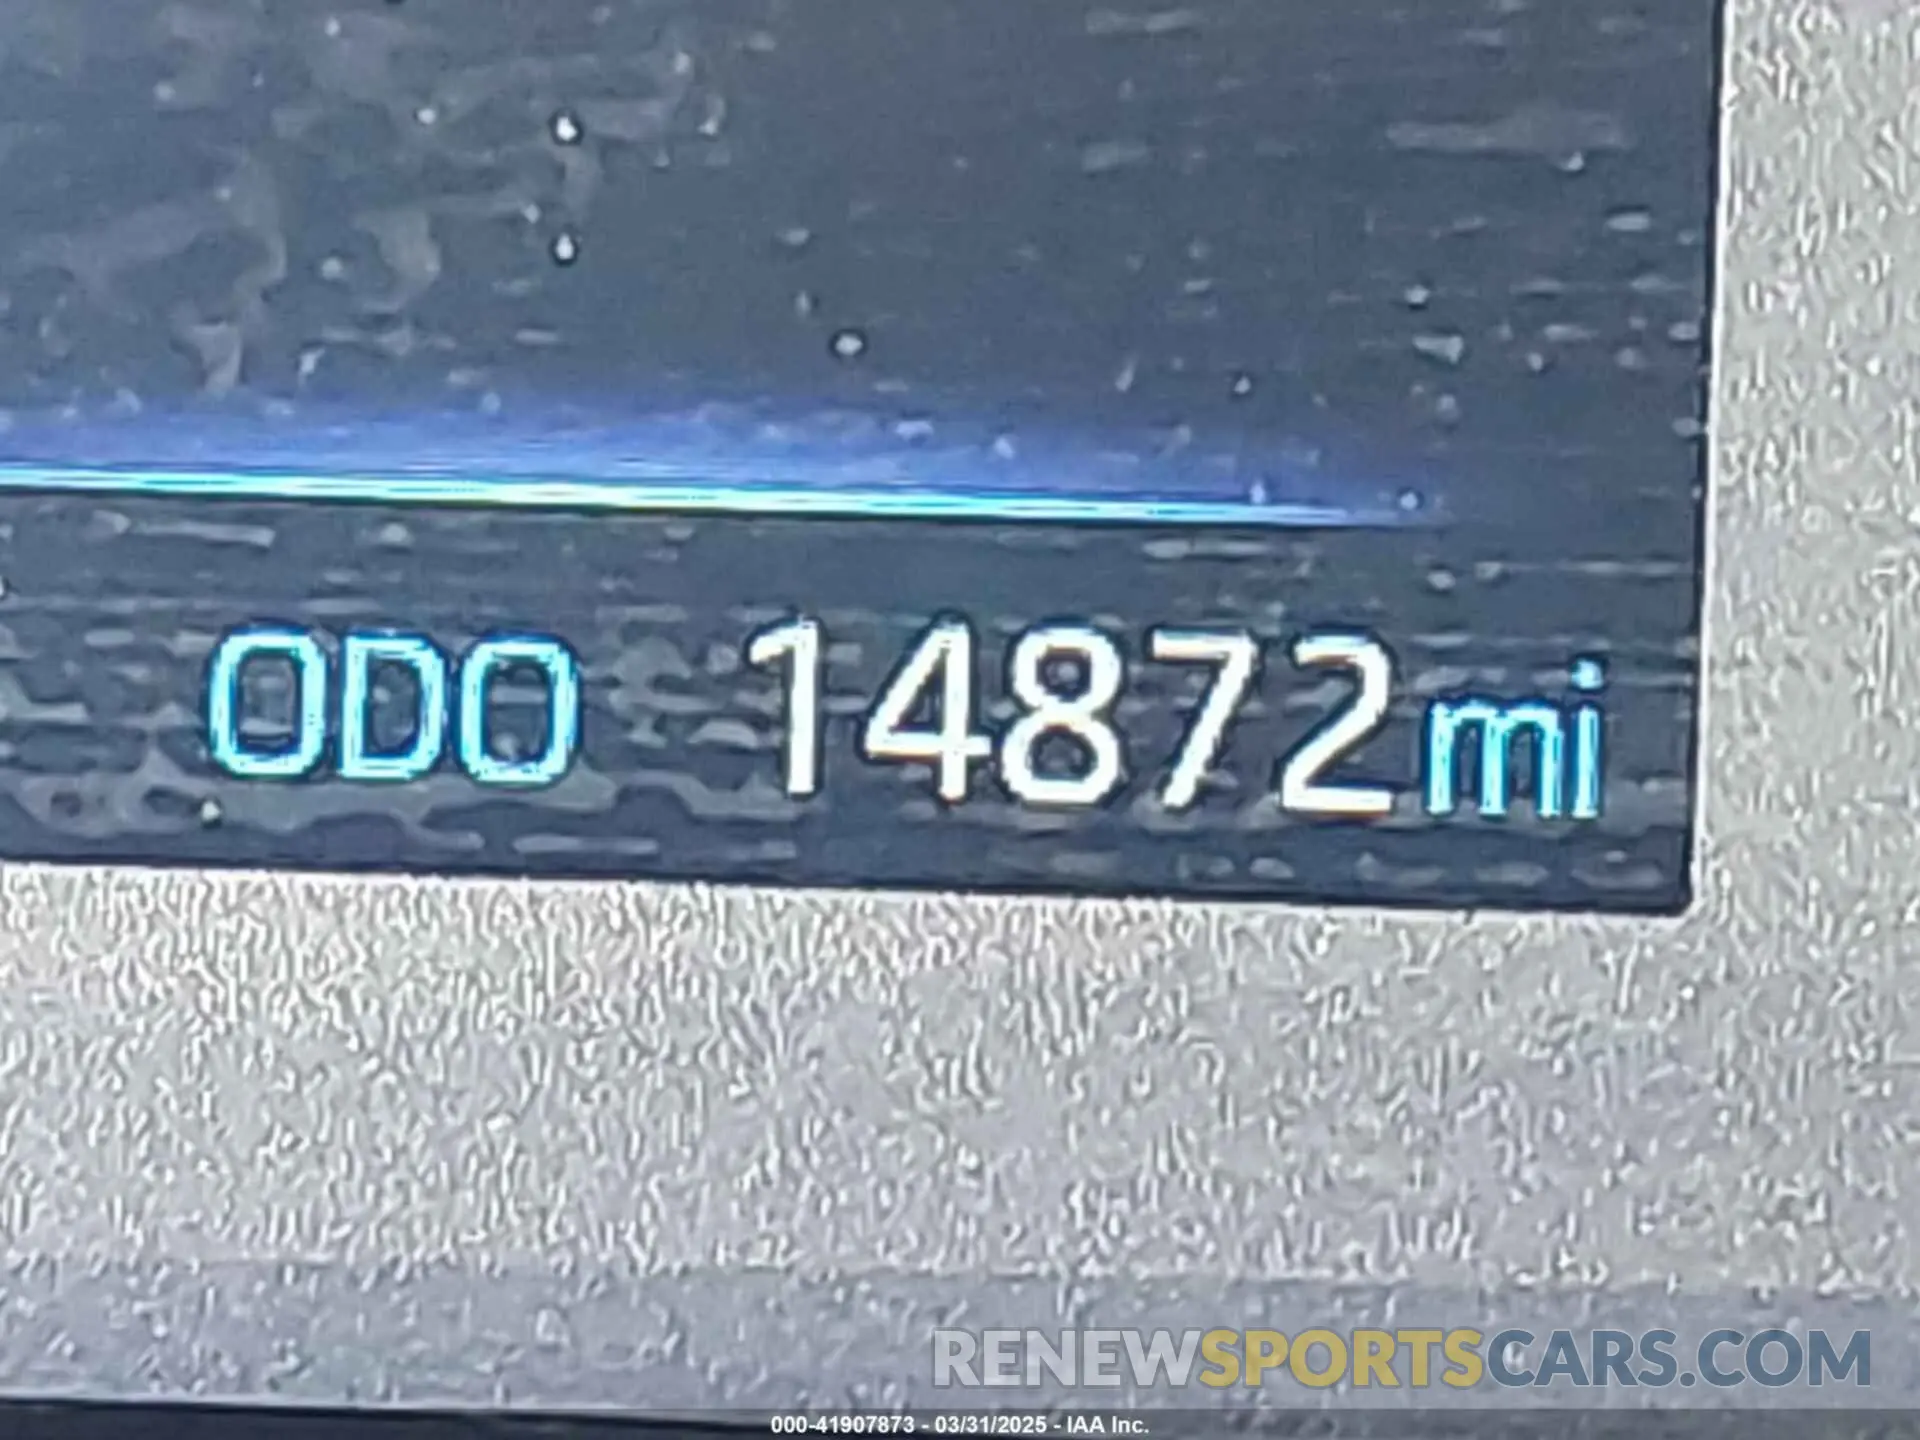 ODO 14872mi
RENEWSPORTSCARS.COM
000-41907873 - 03/31/2025 - IAA Inc.